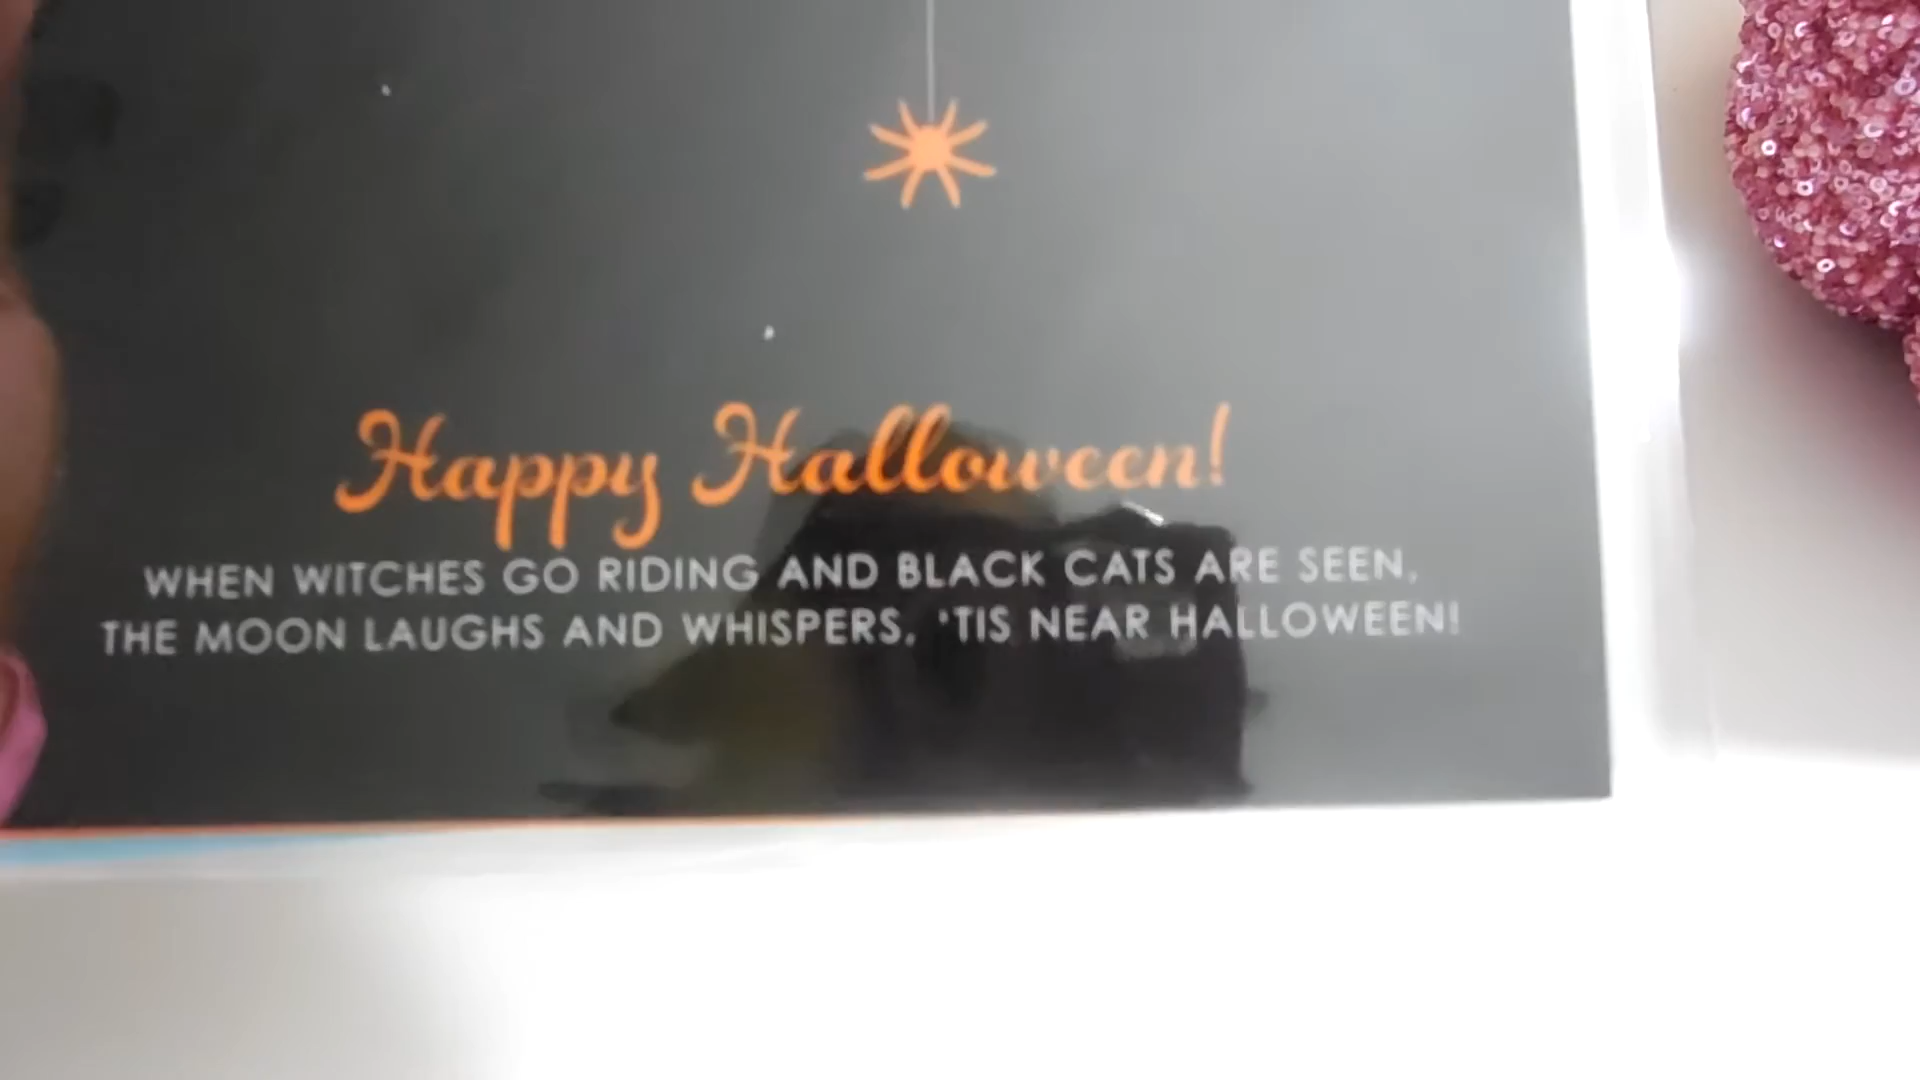 Happy Halloween!
WHEN WITCHES GO RIDING AND BLACK CATS ARE SEEN,
THE MOON LAUGHS AND WHISPERS, 'TIS NEAR HALLOWEEN!